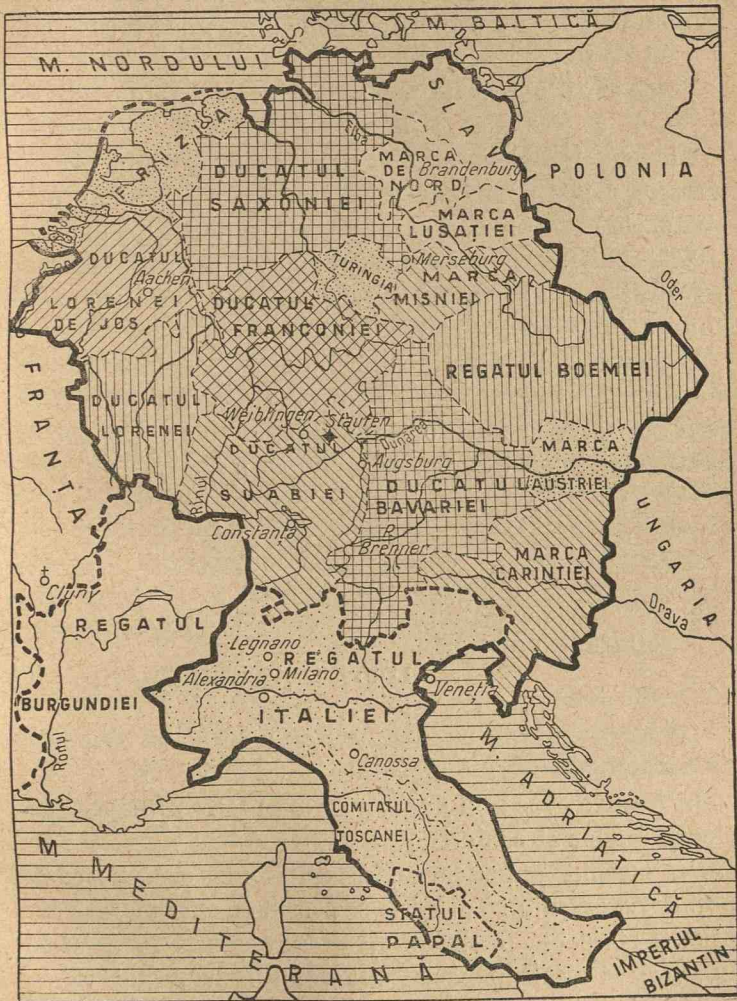 M. BALTICĂ
M. NORDULUI
SLAVI
FRIZIA
Elba
DUCATUL
SAXONIEI
MARCA
DE
NORD
Brandenburg
POLONIA
MARCA
LUSAȚIEI
DUCATUL
LORENEI
DE JOS
Aachen
TURINGIA
Merseburg
MARCA
MISNIEI
Oder
DUCATUL
FRANCONIEI
REGATUL BOEMIEI
FRANȚA
DUCATUL
LORENEI
Weiblingen
Staufen
Dunărea
MARCA
AUSTRIEI
DUCATUL
SUABIEI
Rinul
Augsburg
DUCATUL
BAVARIEI
UNGARIA
Constanța
P.
Brenner
MARCA
CARINTIEI
Drava
Cluny
REGATUL
BURGUNDIEI
Ronul
Legnano
REGATUL
Milano
Alexandria
ITALIEI
Veneția
Canossa
M ADRIATICĂ
COMITATUL
TOSCANEI
M MEDITERANĂ
STATUL
PAPAL
IMPERIUL
BIZANTIN